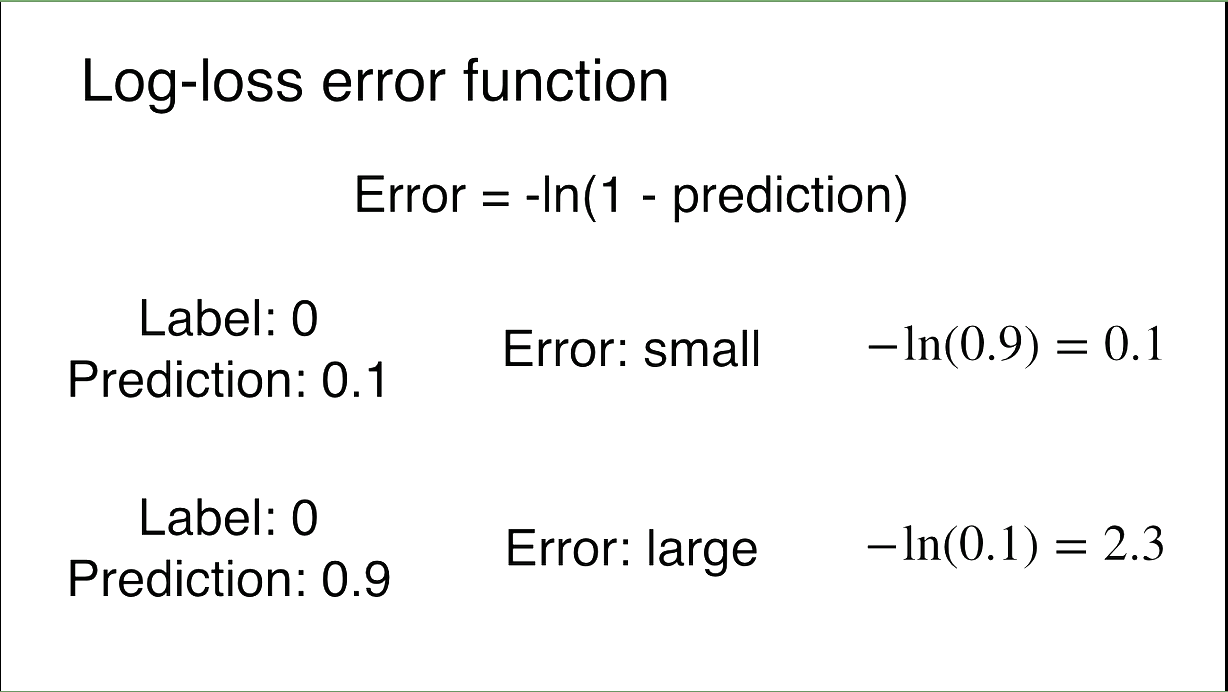 Log-loss error function
Error = -ln(1 - prediction)
Label: 0
Prediction: 0.1
Error: small
−ln(0.9) = 0.1
Label: 0
Prediction: 0.9
Error: large
−ln(0.1) = 2.3